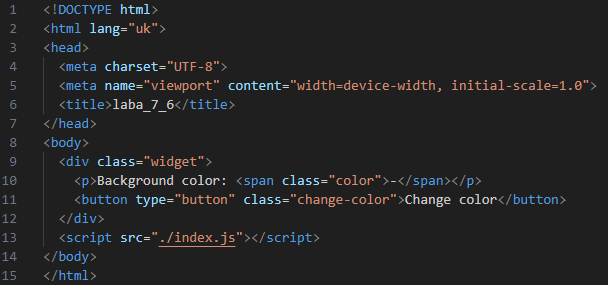 1 <!DOCTYPE html>
2 <html lang="uk">
3 <head>
4 <meta charset="UTF-8">
5 <meta name="viewport" content="width=device-width, initial-scale=1.0">
6 <title>laba_7_6</title>
7 </head>
8 <body>
9 <div class="widget">
10 <p>Background color: <span class="color">-</span></p>
11 <button type="button" class="change-color">Change color</button>
12 </div>
13 <script src="./index.js"></script>
14 </body>
15 </html>